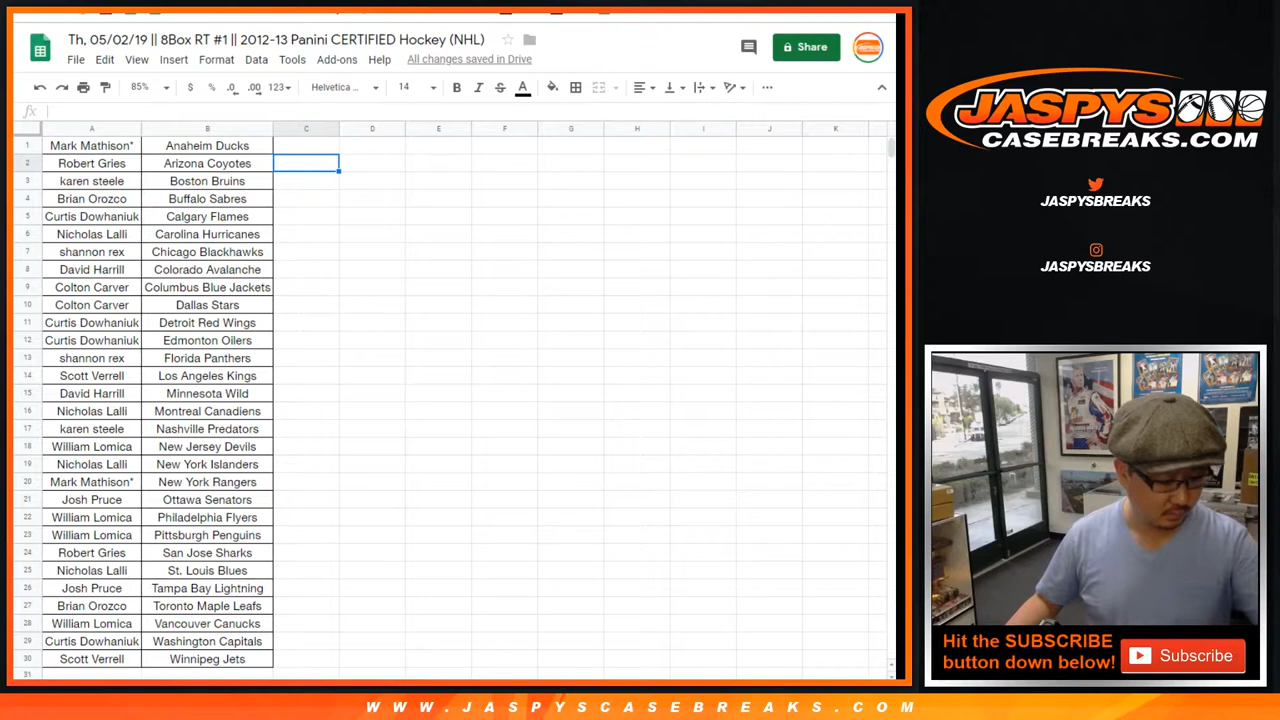 Th, 05/02/19 || 8Box RT #1 || 2012-13 Panini CERTIFIED Hockey (NHL)
File Edit View Insert Format Data Tools Add-ons Help All changes saved in Drive
Share
85% $ % .0 .00 123 Helvetica ... 14 B I S A
fx
A B C D E F G H I J K
1 Mark Mathison* Anaheim Ducks
2 Robert Gries Arizona Coyotes
3 karen steele Boston Bruins
4 Brian Orozco Buffalo Sabres
5 Curtis Dowhaniuk Calgary Flames
6 Nicholas Lalli Carolina Hurricanes
7 shannon rex Chicago Blackhawks
8 David Harrill Colorado Avalanche
9 Colton Carver Columbus Blue Jackets
10 Colton Carver Dallas Stars
11 Curtis Dowhaniuk Detroit Red Wings
12 Curtis Dowhaniuk Edmonton Oilers
13 shannon rex Florida Panthers
14 Scott Verrell Los Angeles Kings
15 David Harrill Minnesota Wild
16 Nicholas Lalli Montreal Canadiens
17 karen steele Nashville Predators
18 William Lomica New Jersey Devils
19 Nicholas Lalli New York Islanders
20 Mark Mathison* New York Rangers
21 Josh Pruce Ottawa Senators
22 William Lomica Philadelphia Flyers
23 William Lomica Pittsburgh Penguins
24 Robert Gries San Jose Sharks
25 Nicholas Lalli St. Louis Blues
26 Josh Pruce Tampa Bay Lightning
27 Brian Orozco Toronto Maple Leafs
28 William Lomica Vancouver Canucks
29 Curtis Dowhaniuk Washington Capitals
30 Scott Verrell Winnipeg Jets
31
JASPYS
CASEBREAKS.COM
JASPYSBREAKS
JASPYSBREAKS
Hit the SUBSCRIBE
button down below!
Subscribe
WWW.JASPYSCASEBREAKS.COM